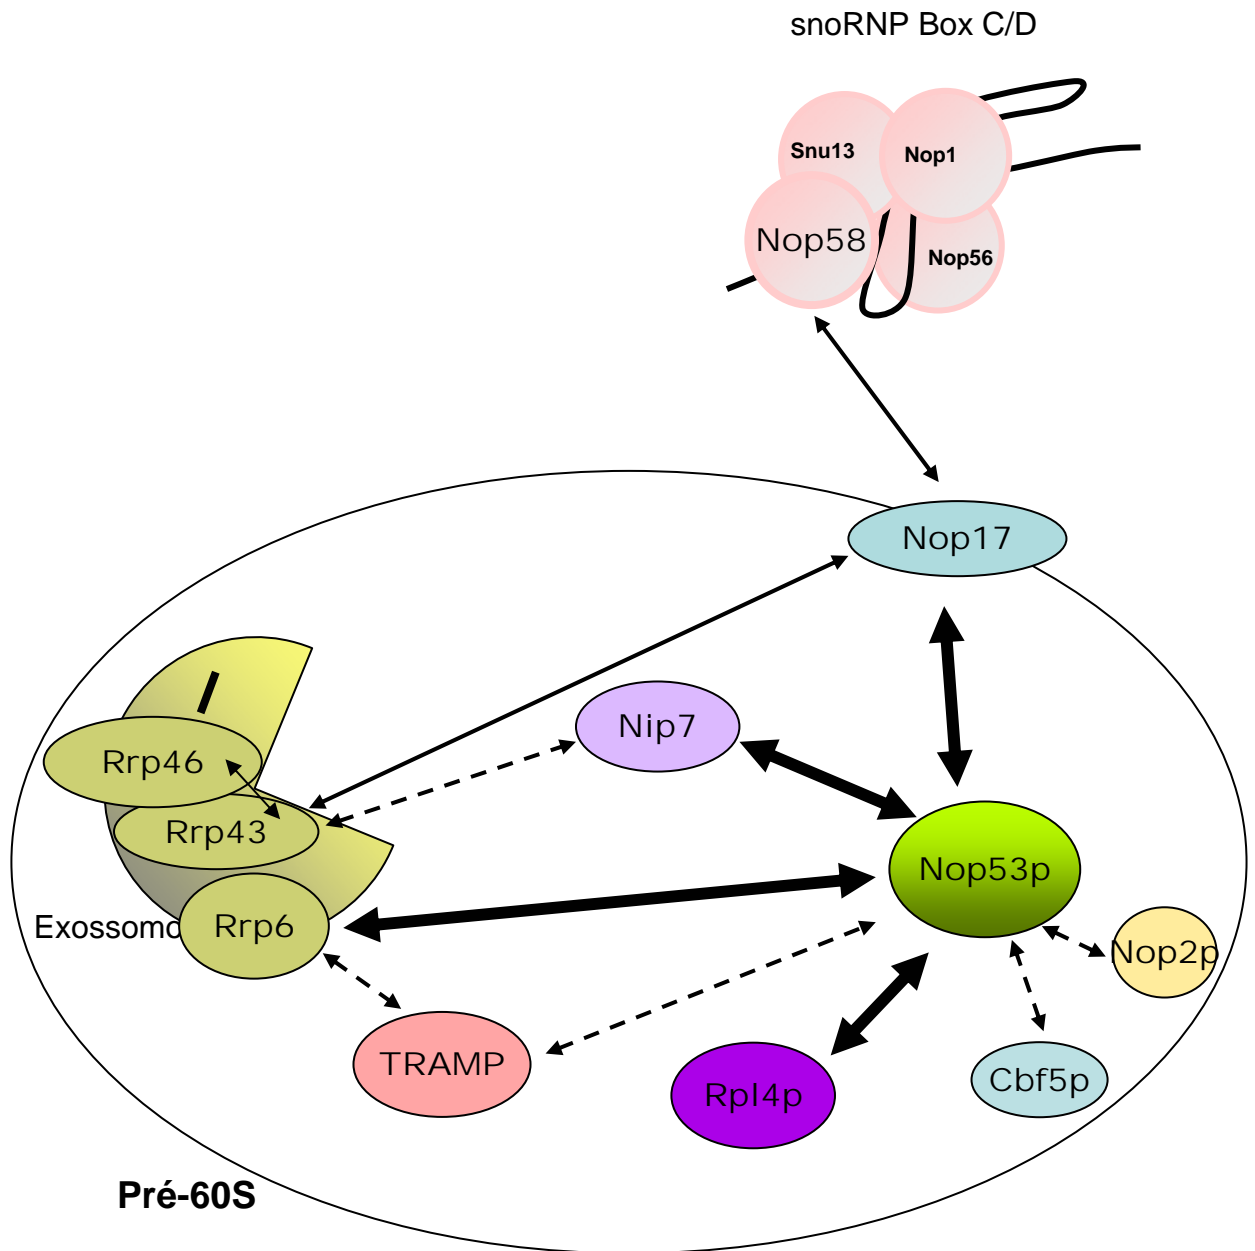 snoRNP Box C/D
Snu13
Nop1
Nop58
Nop56
Nop17
Nip7
Rrp46
Rrp43
Nop53p
Exossomo
Rrp6
Nop2p
TRAMP
Rpl4p
Cbf5p
Pré-60S